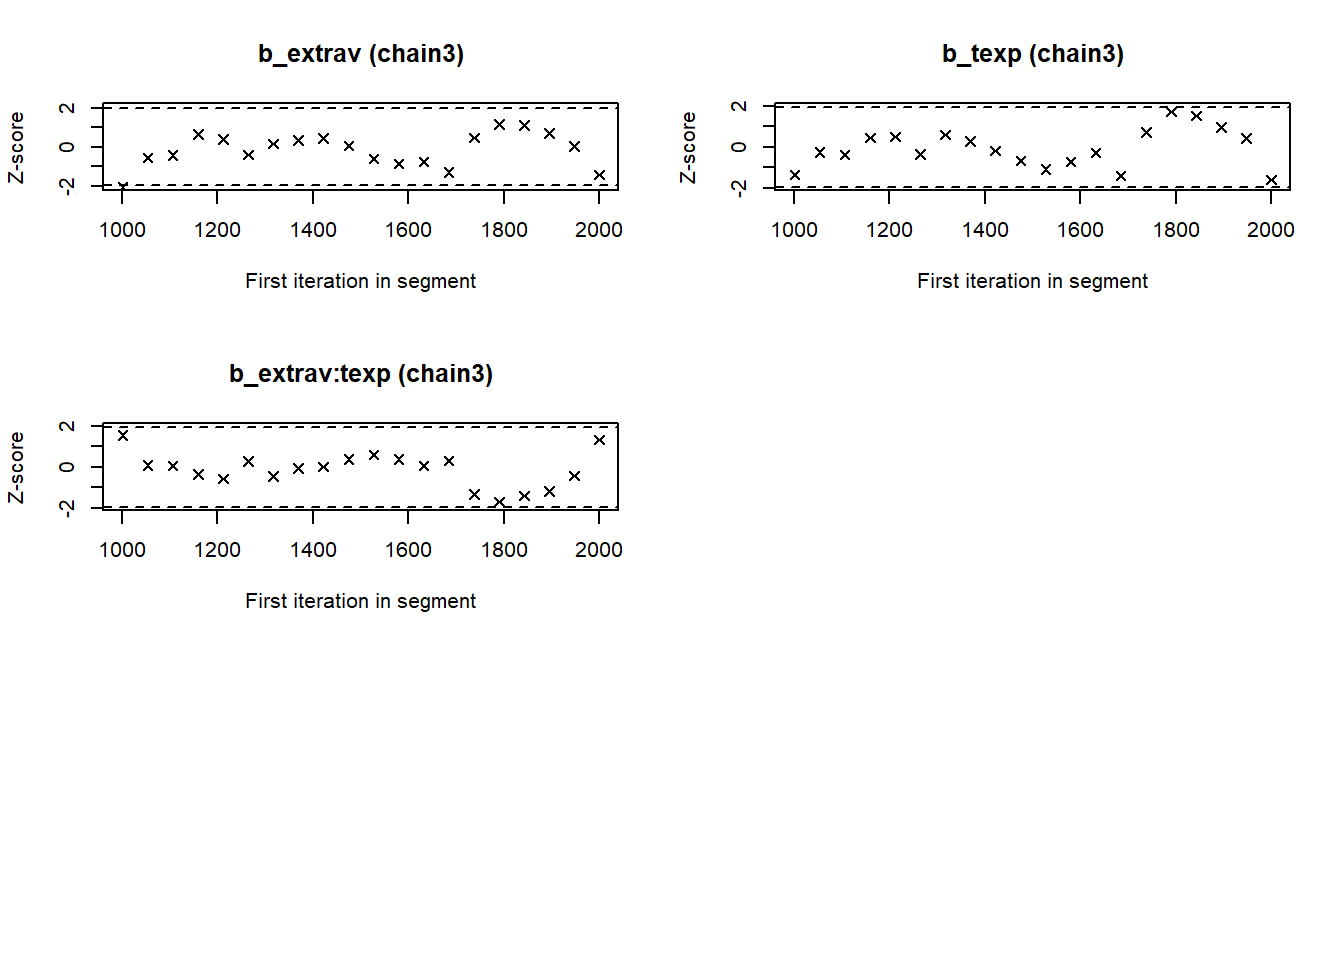 b_extrav (chain3)
Z-score
2
0
-2
1000 1200 1400 1600 1800 2000
First iteration in segment
b_texp (chain3)
Z-score
2
0
-2
1000 1200 1400 1600 1800 2000
First iteration in segment
b_extrav:texp (chain3)
Z-score
2
0
-2
1000 1200 1400 1600 1800 2000
First iteration in segment